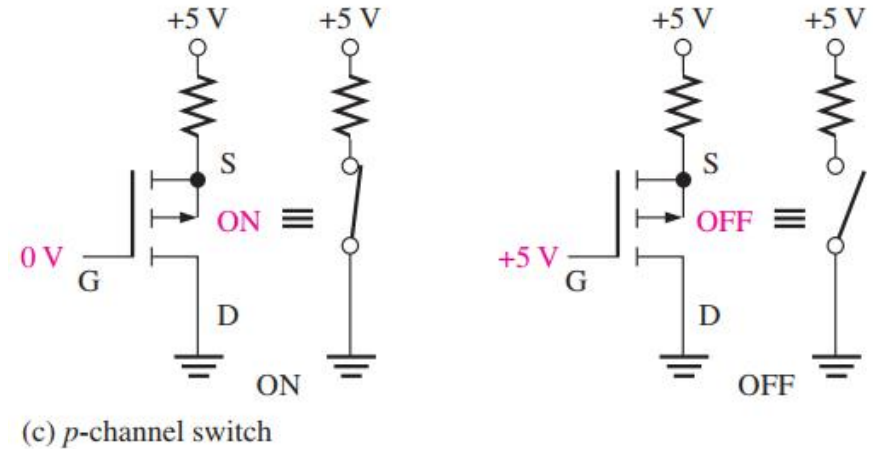 +5 V +5 V +5 V +5 V
S S
ON OFF
0 V +5 V
G G
D D
ON OFF
(c) p-channel switch